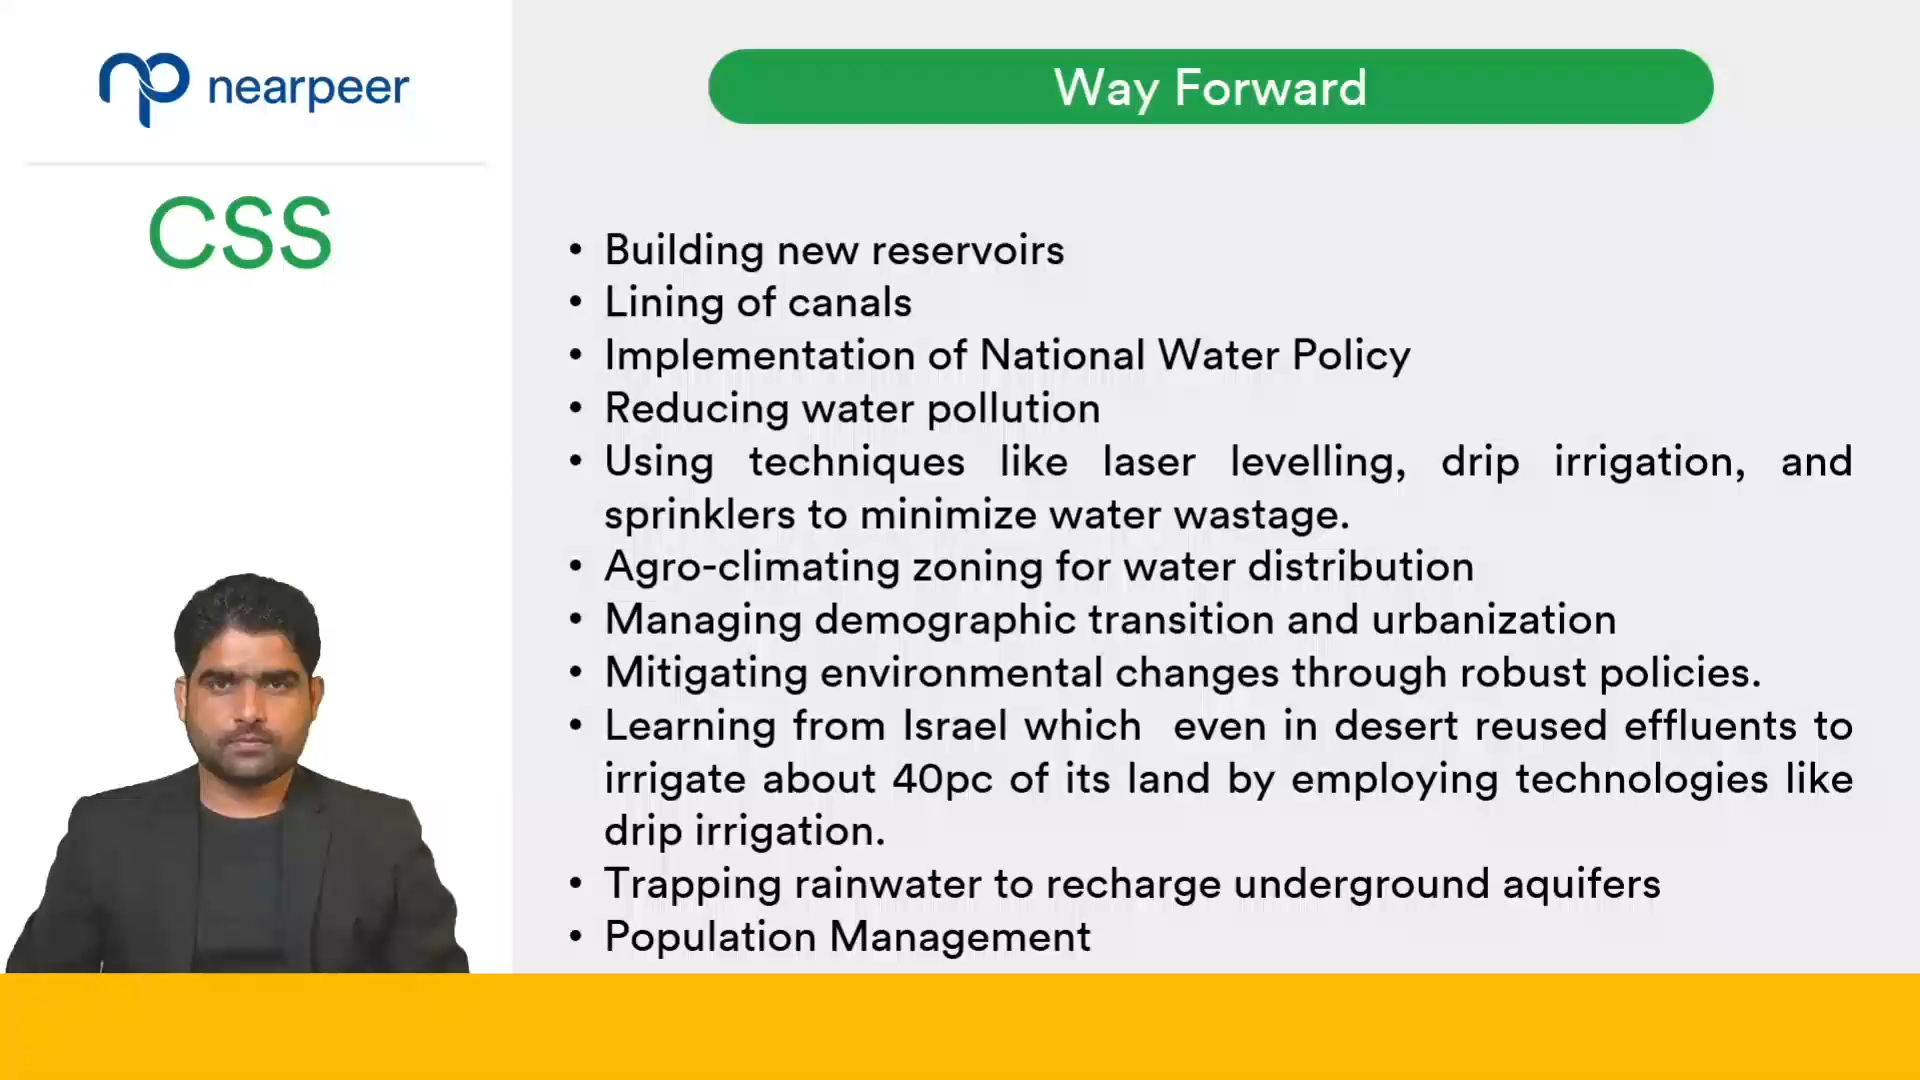 nearpeer
CSS
Way Forward
• Building new reservoirs
• Lining of canals
• Implementation of National Water Policy
• Reducing water pollution
• Using techniques like laser levelling, drip irrigation, and
sprinklers to minimize water wastage.
• Agro-climating zoning for water distribution
• Managing demographic transition and urbanization
• Mitigating environmental changes through robust policies.
• Learning from Israel which even in desert reused effluents to
irrigate about 40pc of its land by employing technologies like
drip irrigation.
• Trapping rainwater to recharge underground aquifers
• Population Management